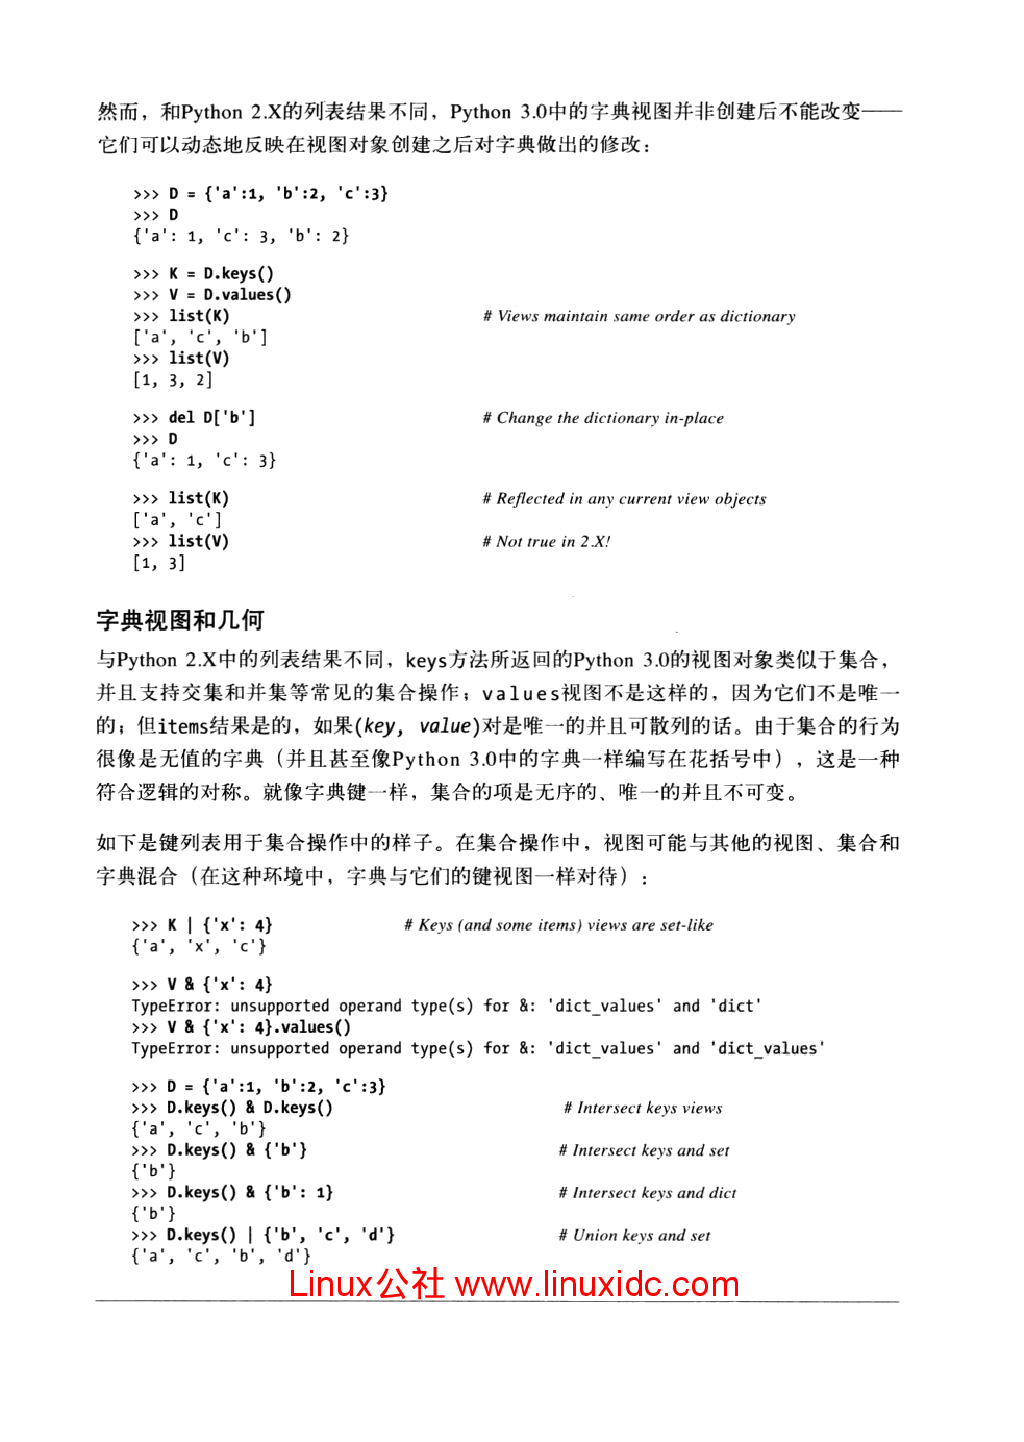 然而，和Python 2.X的列表结果不同，Python 3.0中的字典视图并非创建后不能改变——
它们可以动态地反映在视图对象创建之后对字典做出的修改：
>>> D = {'a':1, 'b':2, 'c':3}
>>> D
{'a': 1, 'c': 3, 'b': 2}
>>> K = D.keys()
>>> V = D.values()
>>> list(K) # Views maintain same order as dictionary
['a', 'c', 'b']
>>> list(V)
[1, 3, 2]
>>> del D['b'] # Change the dictionary in-place
>>> D
{'a': 1, 'c': 3}
>>> list(K) # Reflected in any current view objects
['a', 'c']
>>> list(V) # Not true in 2.X!
[1, 3]
字典视图和几何
与Python 2.X中的列表结果不同，keys方法所返回的Python 3.0的视图对象类似于集合，
并且支持交集和并集等常见的集合操作；values视图不是这样的，因为它们不是唯一
的；但items结果是的，如果(key, value)对是唯一的并且可散列的话。由于集合的行为
很像是无值的字典（并且甚至像Python 3.0中的字典一样编写在花括号中），这是一种
符合逻辑的对称。就像字典键一样，集合的项是无序的、唯一的并且不可变。
如下是键列表用于集合操作中的样子。在集合操作中，视图可能与其他的视图、集合和
字典混合（在这种环境中，字典与它们的键视图一样对待）：
>>> K | {'x': 4} # Keys (and some items) views are set-like
{'a', 'x', 'c'}
>>> V & {'x': 4}
TypeError: unsupported operand type(s) for &: 'dict_values' and 'dict'
>>> V & {'x': 4}.values()
TypeError: unsupported operand type(s) for &: 'dict_values' and 'dict_values'
>>> D = {'a':1, 'b':2, 'c':3}
>>> D.keys() & D.keys() # Intersect keys views
{'a', 'c', 'b'}
>>> D.keys() & {'b'} # Intersect keys and set
{'b'}
>>> D.keys() & {'b': 1} # Intersect keys and dict
{'b'}
>>> D.keys() | {'b', 'c', 'd'} # Union keys and set
{'a', 'c', 'b', 'd'}
Linux公社 www.linuxidc.com